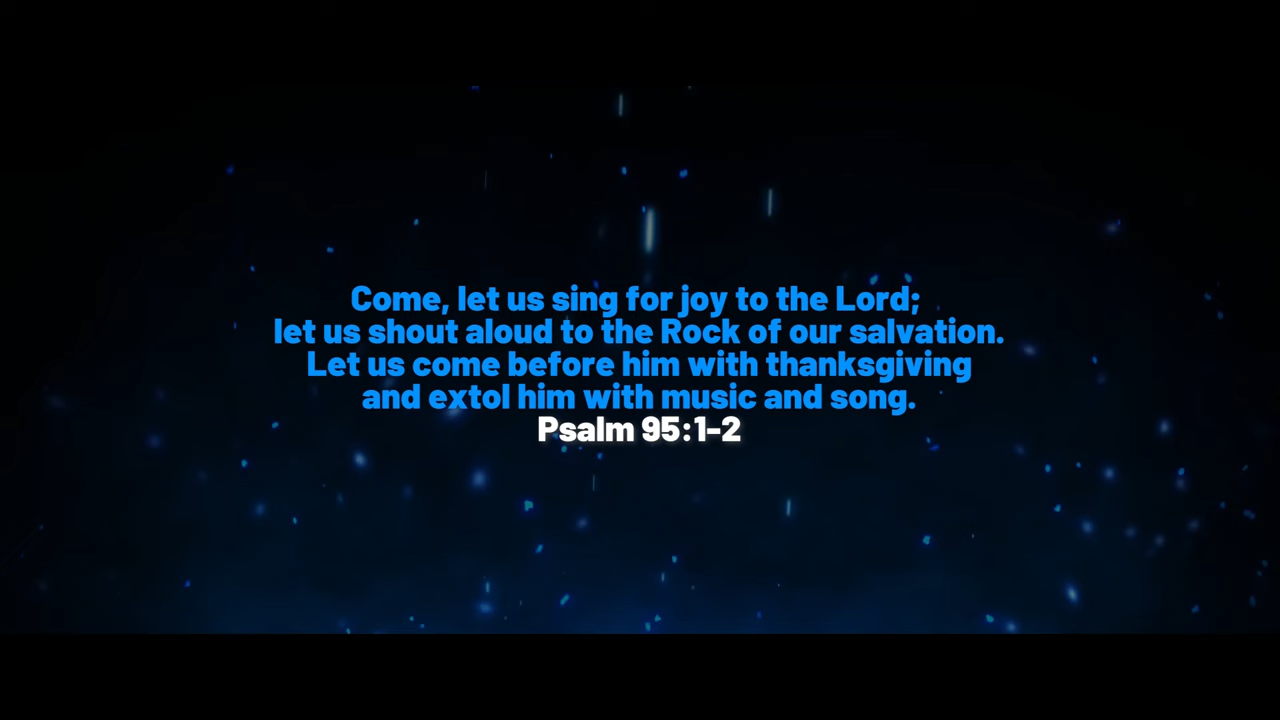 Come, let us sing for joy to the Lord;
let us shout aloud to the Rock of our salvation.
Let us come before him with thanksgiving
and extol him with music and song.
Psalm 95:1-2